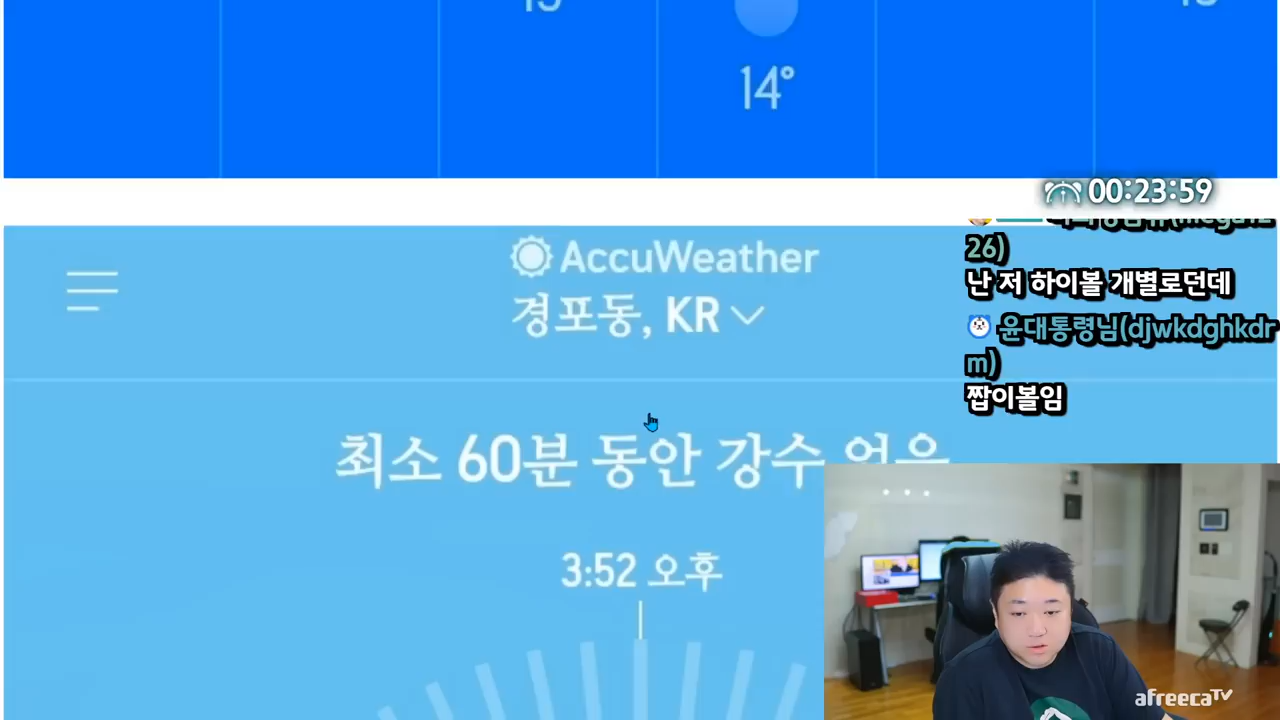 14°
00:23:59
26)
난 저 하이볼 개별로던데
윤대통령님(djwkdghkdr
m)
짭이볼임
AccuWeather
경포동, KR
최소 60분 동안 강수
3:52 오후
afreecaTV